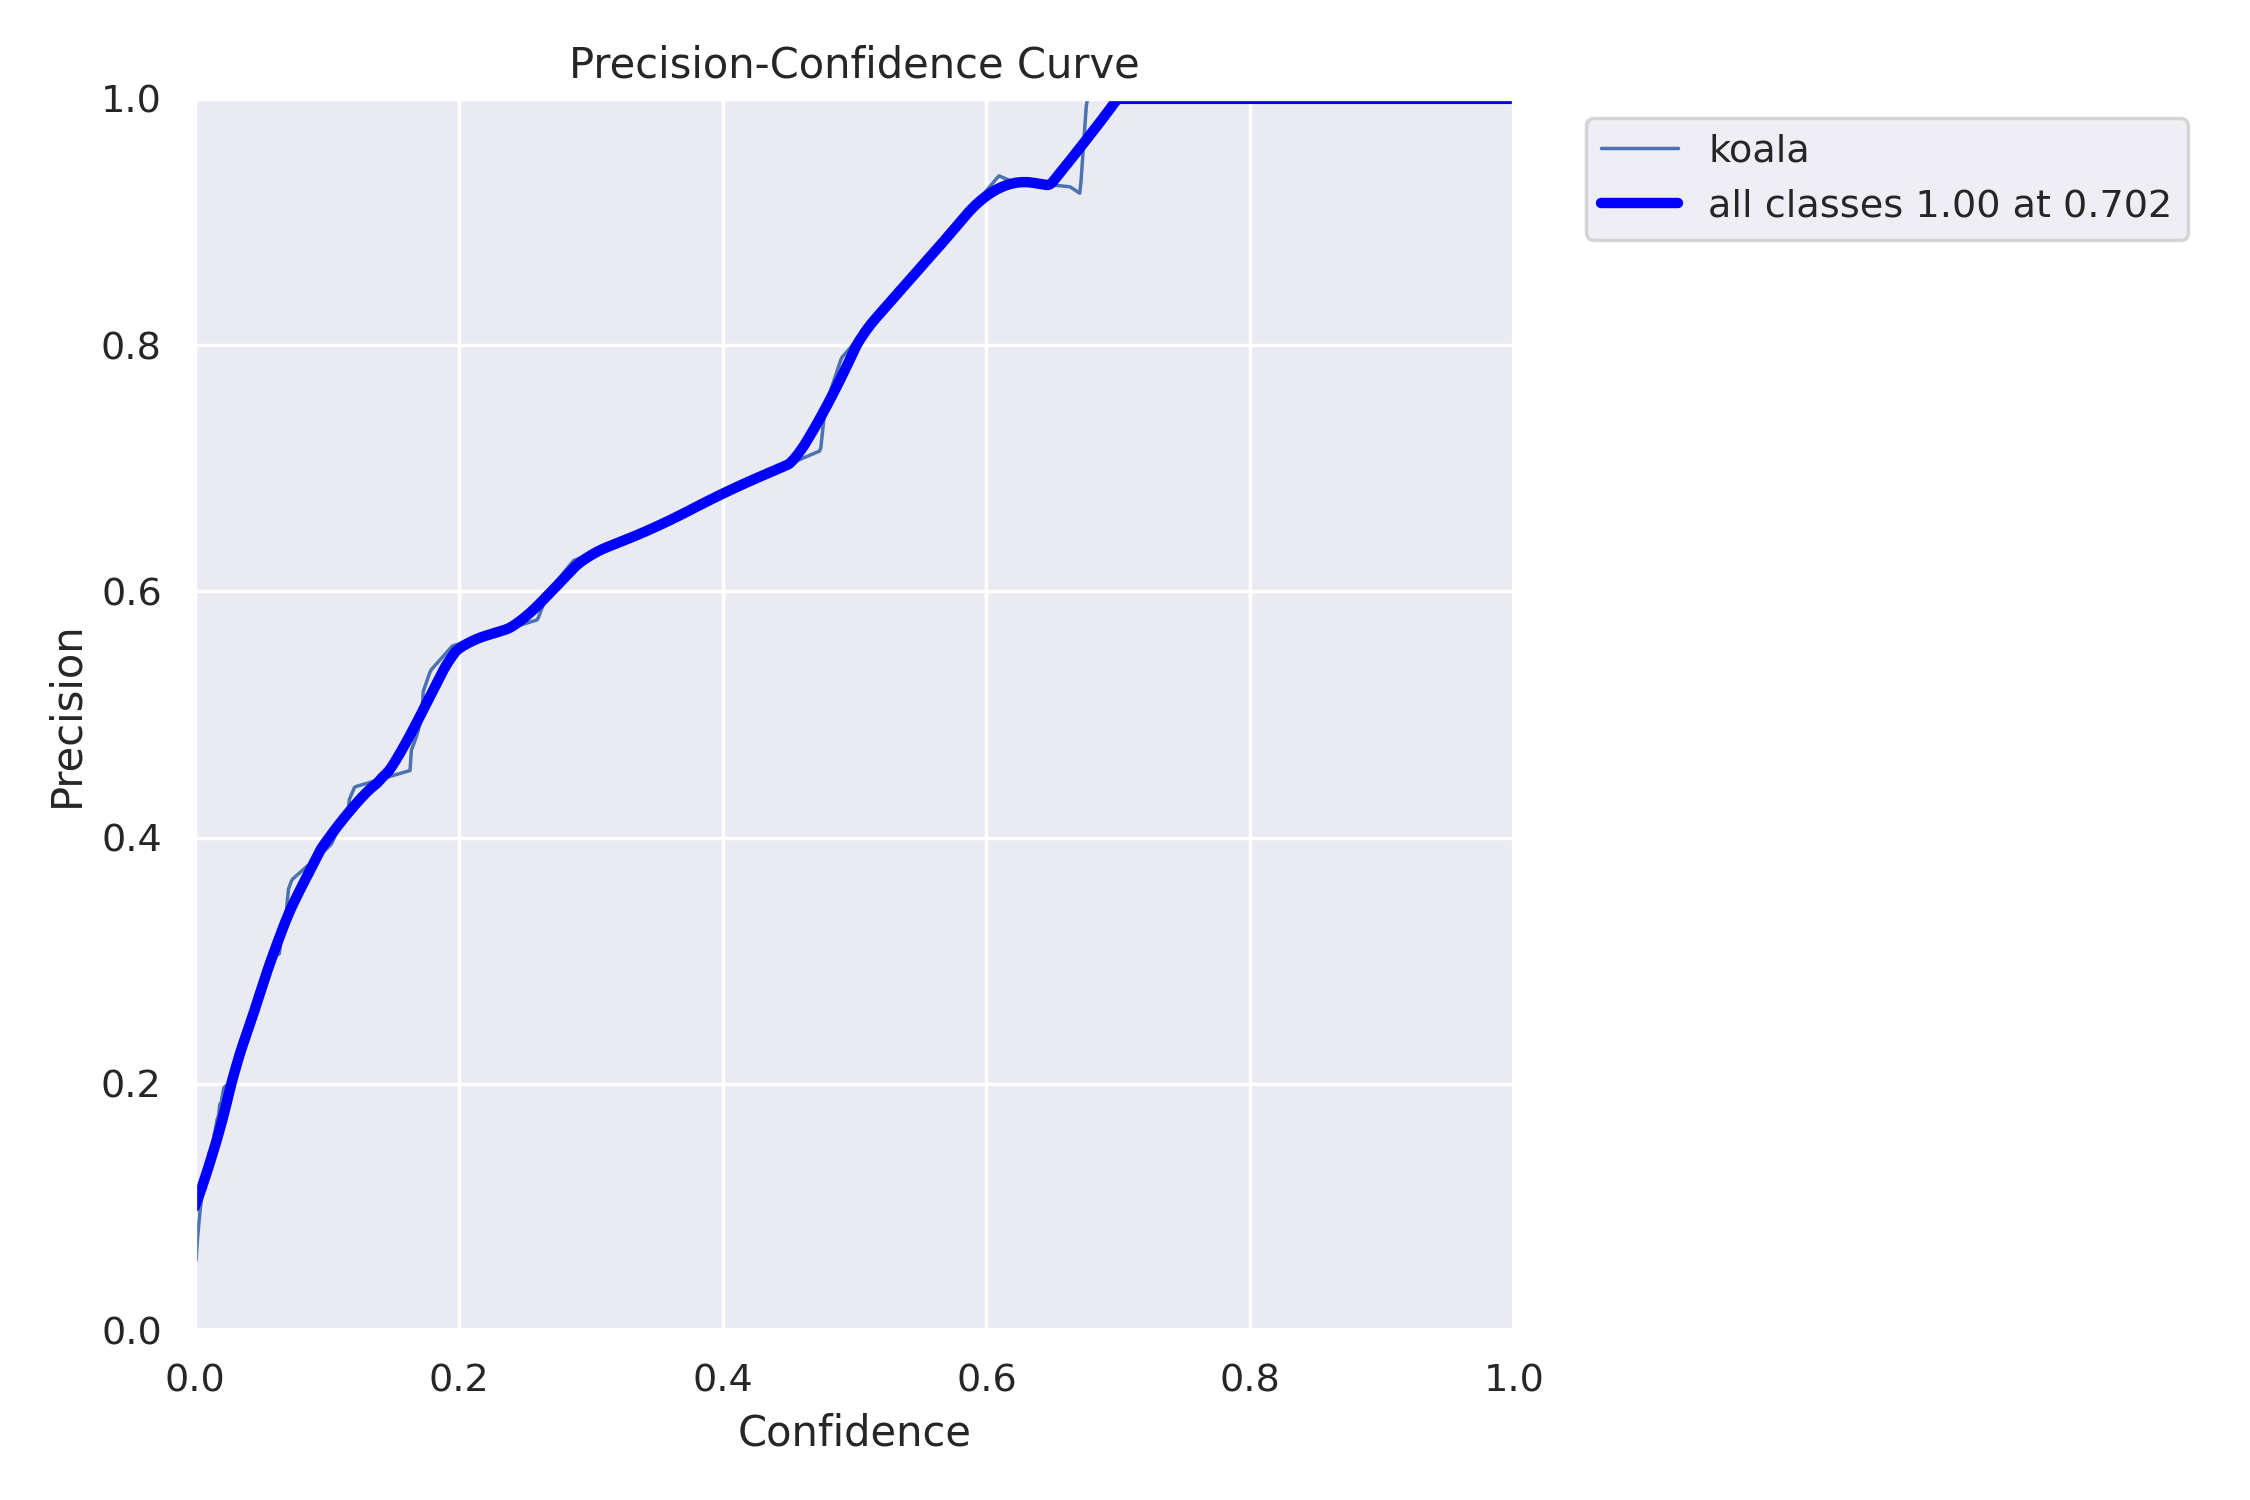 Precision-Confidence Curve
1.0
0.8
0.6
0.4
0.2
0.0
Precision
0.0 0.2 0.4 0.6 0.8 1.0
Confidence
koala
all classes 1.00 at 0.702